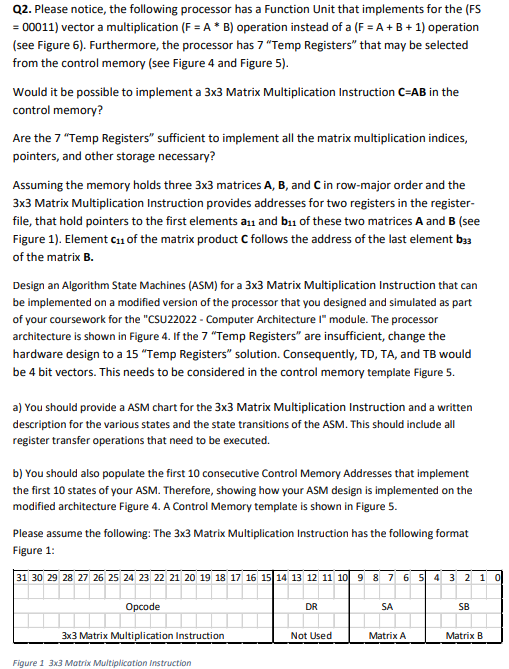 Q2. Please notice, the following processor has a Function Unit that implements for the (FS
= 00011) vector a multiplication (F = A * B) operation instead of a (F = A + B + 1) operation
(see Figure 6). Furthermore, the processor has 7 “Temp Registers” that may be selected
from the control memory (see Figure 4 and Figure 5).
Would it be possible to implement a 3x3 Matrix Multiplication Instruction C=AB in the
control memory?
Are the 7 “Temp Registers” sufficient to implement all the matrix multiplication indices,
pointers, and other storage necessary?
Assuming the memory holds three 3x3 matrices A, B, and C in row-major order and the
3x3 Matrix Multiplication Instruction provides addresses for two registers in the register-
file, that hold pointers to the first elements a11 and b11 of these two matrices A and B (see
Figure 1). Element c11 of the matrix product C follows the address of the last element b33
of the matrix B.
Design an Algorithm State Machines (ASM) for a 3x3 Matrix Multiplication Instruction that can
be implemented on a modified version of the processor that you designed and simulated as part
of your coursework for the "CSU22022 - Computer Architecture I" module. The processor
architecture is shown in Figure 4. If the 7 “Temp Registers” are insufficient, change the
hardware design to a 15 “Temp Registers” solution. Consequently, TD, TA, and TB would
be 4 bit vectors. This needs to be considered in the control memory template Figure 5.
a) You should provide a ASM chart for the 3x3 Matrix Multiplication Instruction and a written
description for the various states and the state transitions of the ASM. This should include all
register transfer operations that need to be executed.
b) You should also populate the first 10 consecutive Control Memory Addresses that implement
the first 10 states of your ASM. Therefore, showing how your ASM design is implemented on the
modified architecture Figure 4. A Control Memory template is shown in Figure 5.
Please assume the following: The 3x3 Matrix Multiplication Instruction has the following format
Figure 1:
31 30 29 28 27 26 25 24 23 22 21 20 19 18 17 16 15 14 13 12 11 10 9 8 7 6 5 4 3 2 1 0
Opcode DR SA SB
3x3 Matrix Multiplication Instruction Not Used Matrix A Matrix B
Figure 1 3x3 Matrix Multiplication Instruction